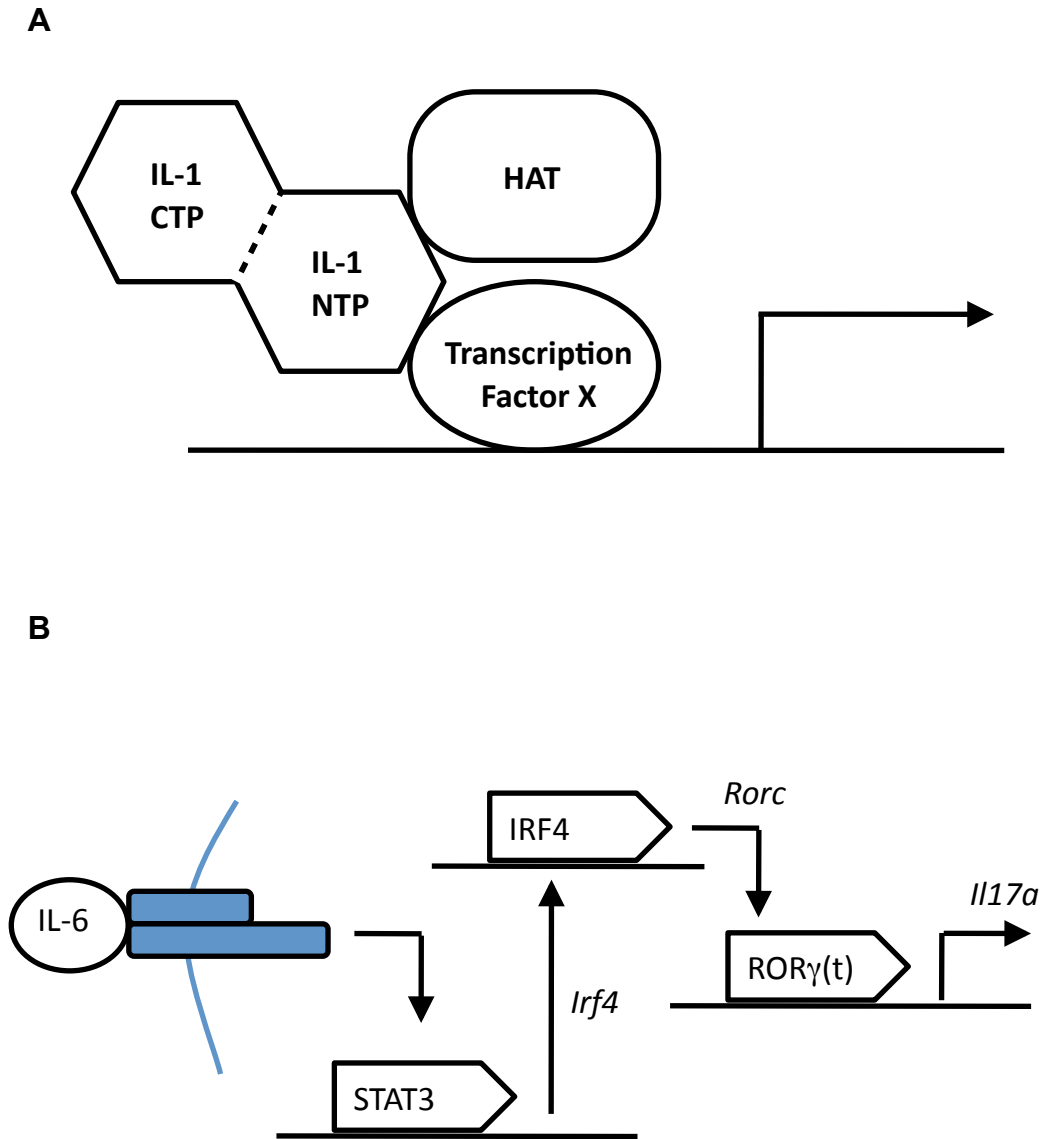 A
IL-1
CTP
HAT
IL-1
NTP
Transcription
Factor X
B
Rorc
IRF4
Il17a
IL-6
RORγ(t)
Irf4
STAT3